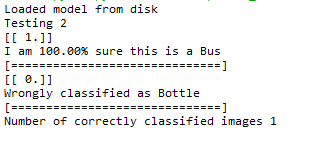 Loaded model from disk
Testing 2
[[ 1.]]
I am 100.00% sure this is a Bus
[==============================]
[[ 0.]]
Wrongly classified as Bottle
[==============================]
Number of correctly classified images 1